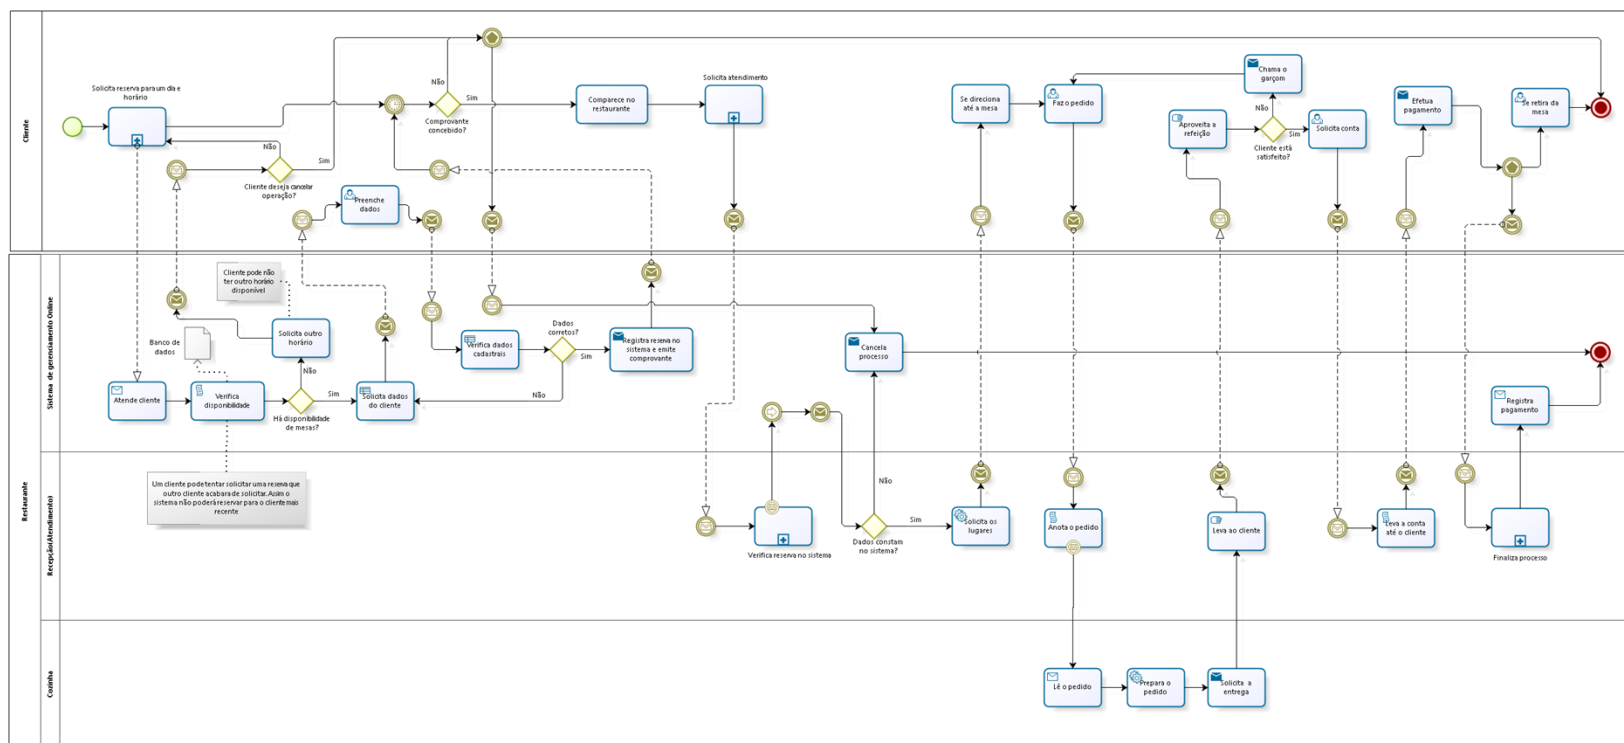 Cliente
Solicita reserva para um dia e
horário
Cliente deseja cancelar
operação?
Não
Sim
Preenche
dados
Não
Sim
Comprovante
concebido?
Comparece no
restaurante
Solicita atendimento
Se direciona
até a mesa
Faz o pedido
Chama o
garçom
Aproveita a
refeição
Não
Sim
Cliente está
satisfeito?
Solicita conta
Efetua
pagamento
Se retira da
mesa
Restaurante
Sistema de gerenciamento Online
Cliente pode não
ter outro horário
disponível
Banco de
dados
Solicita outro
horário
Atende cliente
Verifica
disponibilidade
Não
Sim
Há disponibilidade
de mesas?
Solicita dados
do cliente
Verifica dados
cadastrais
Dados
corretos?
Sim
Não
Registra reserva no
sistema e emite
comprovante
Cancela
processo
Registra
pagamento
Um cliente pode tentar solicitar uma reserva que
outro cliente acabara de solicitar. Assim o
sistema não poderá reservar para o cliente mais
recente
Recepção(Atendimento)
Verifica reserva no sistema
Não
Sim
Dados constam
no sistema?
Solicita os
lugares
Anota o pedido
Leva ao cliente
Leva a conta
até o cliente
Finaliza processo
Cozinha
Lê o pedido
Prepara o
pedido
Solicita a
entrega